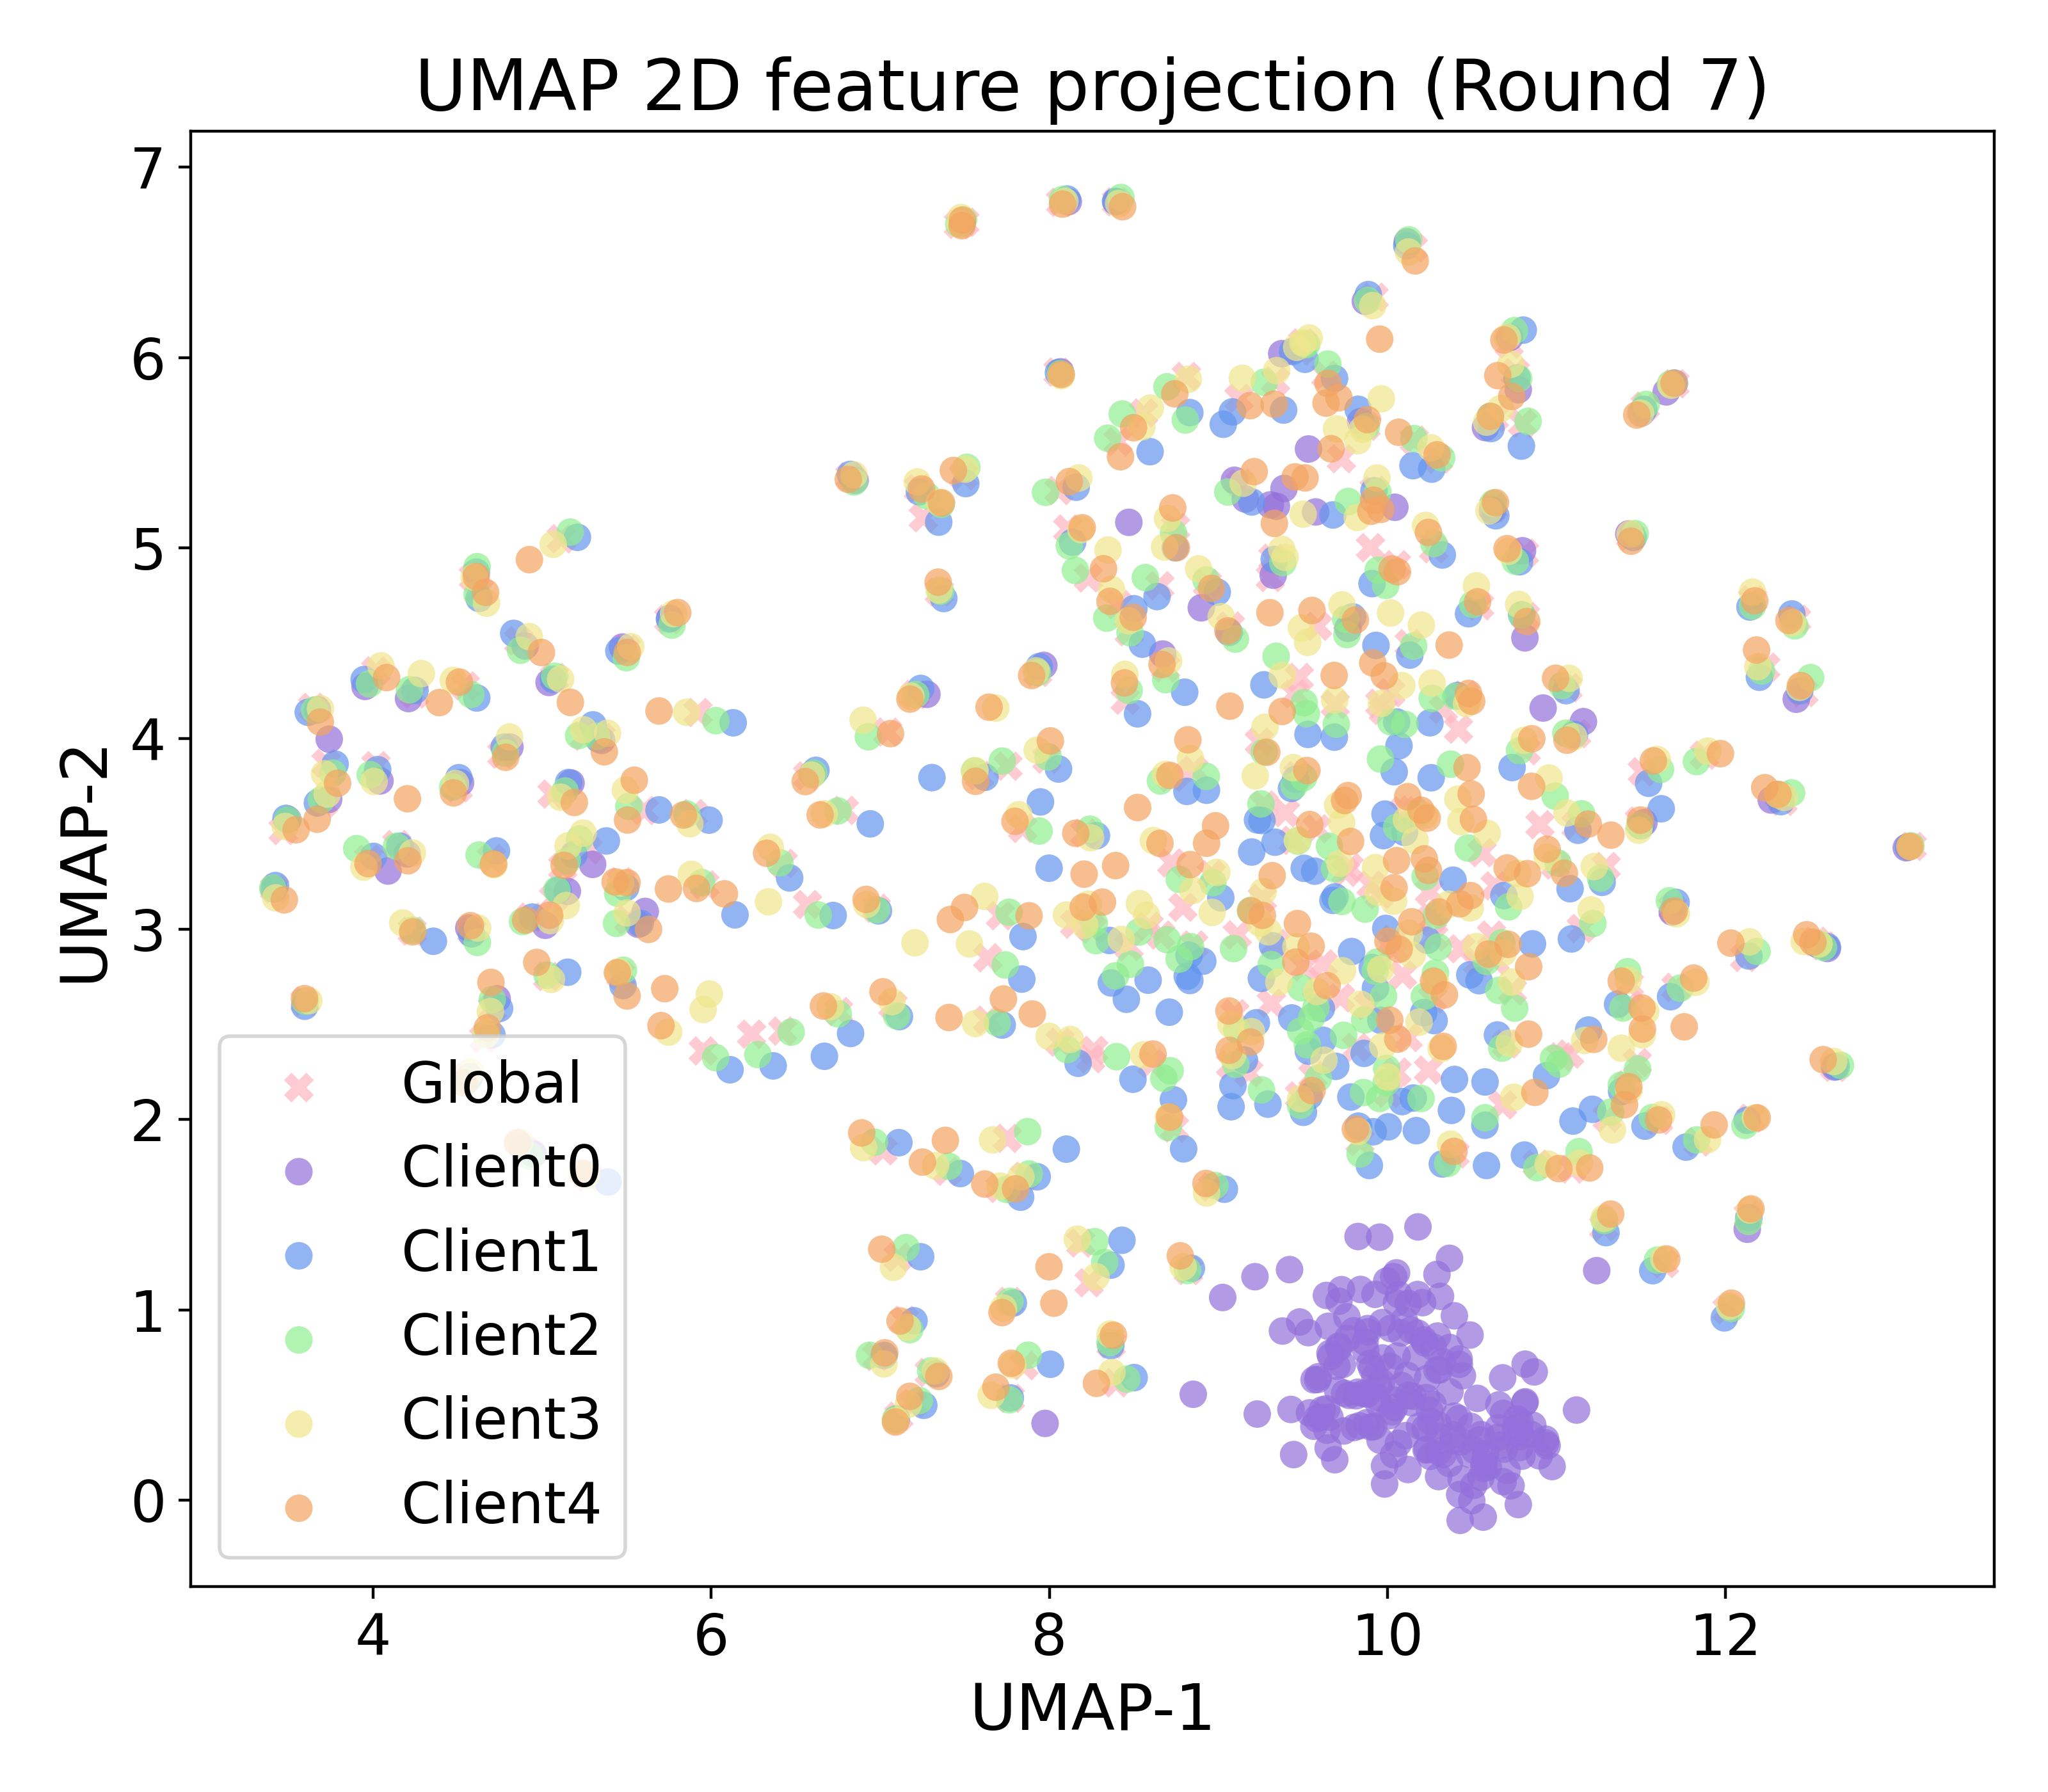 UMAP 2D feature projection (Round 7)
7
6
5
4
3
2
1
0
UMAP-2
Global
Client0
Client1
Client2
Client3
Client4
4 6 8 10 12
UMAP-1